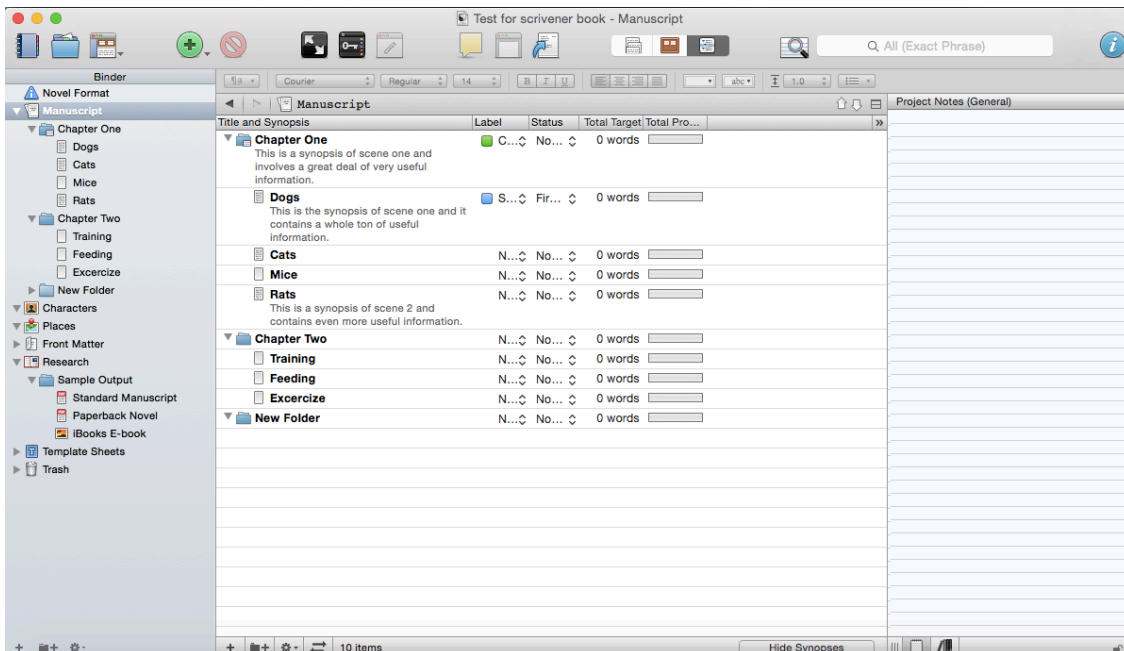 Test for scrivener book - Manuscript
All (Exact Phrase)
Binder
Novel Format
Manuscript
Chapter One
Dogs
Cats
Mice
Rats
Chapter Two
Training
Feeding
Excercize
New Folder
Characters
Places
Front Matter
Research
Sample Output
Standard Manuscript
Paperback Novel
iBooks E-book
Template Sheets
Trash
¶a Courier Regular 14 B I U abc 1.0
Manuscript
Title and Synopsis Label Status Total Target Total Pro... »
Chapter One C... No... 0 words
This is a synopsis of scene one and
involves a great deal of very useful
information.
Dogs S... Fir... 0 words
This is the synopsis of scene one and it
contains a whole ton of useful
information.
Cats N... No... 0 words
Mice N... No... 0 words
Rats N... No... 0 words
This is a synopsis of scene 2 and
contains even more useful information.
Chapter Two N... No... 0 words
Training N... No... 0 words
Feeding N... No... 0 words
Excercize N... No... 0 words
New Folder N... No... 0 words
10 items Hide Synopses
Project Notes (General)